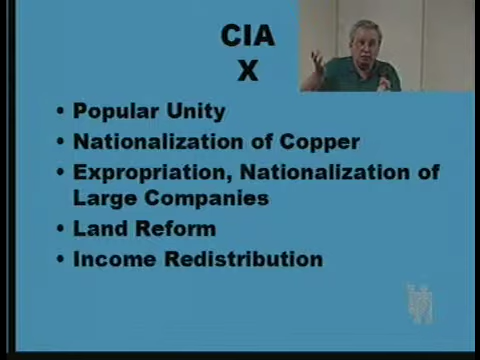 CIA
X
• Popular Unity
• Nationalization of Copper
• Expropriation, Nationalization of
Large Companies
• Land Reform
• Income Redistribution